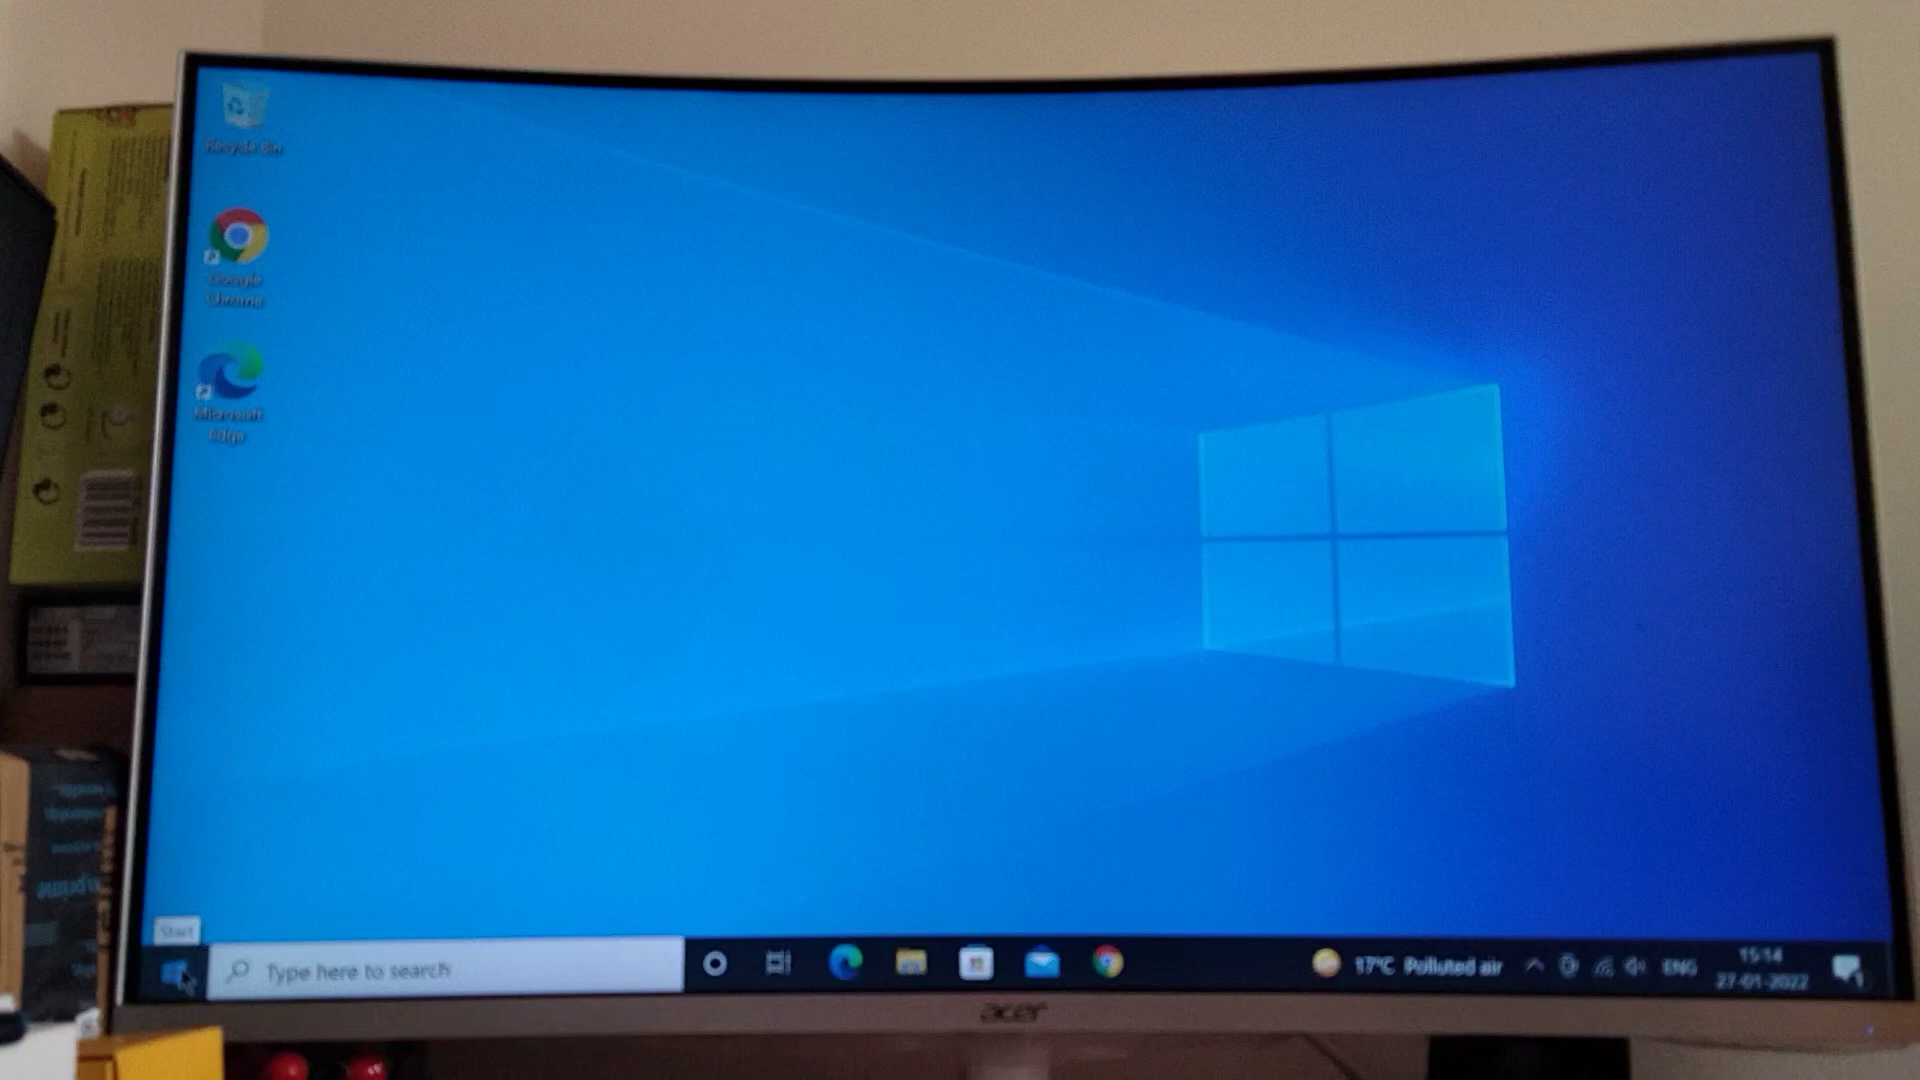 Recycle Bin
Google
Chrome
Microsoft
Edge
Start
Type here to search
17°C Polluted air
ENG
15:14
27-01-2022
1
acer